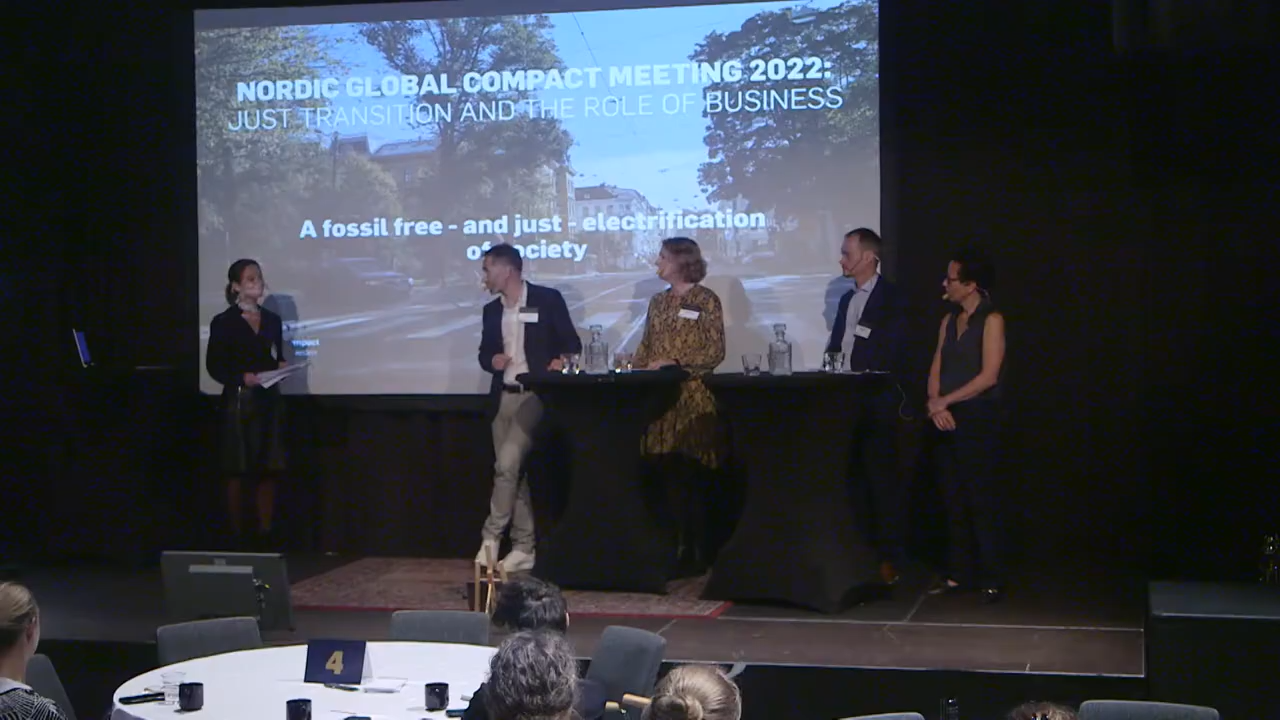 NORDIC GLOBAL COMPACT MEETING 2022:
JUST TRANSITION AND THE ROLE OF BUSINESS
A fossil free - and just - electrification
of society
4